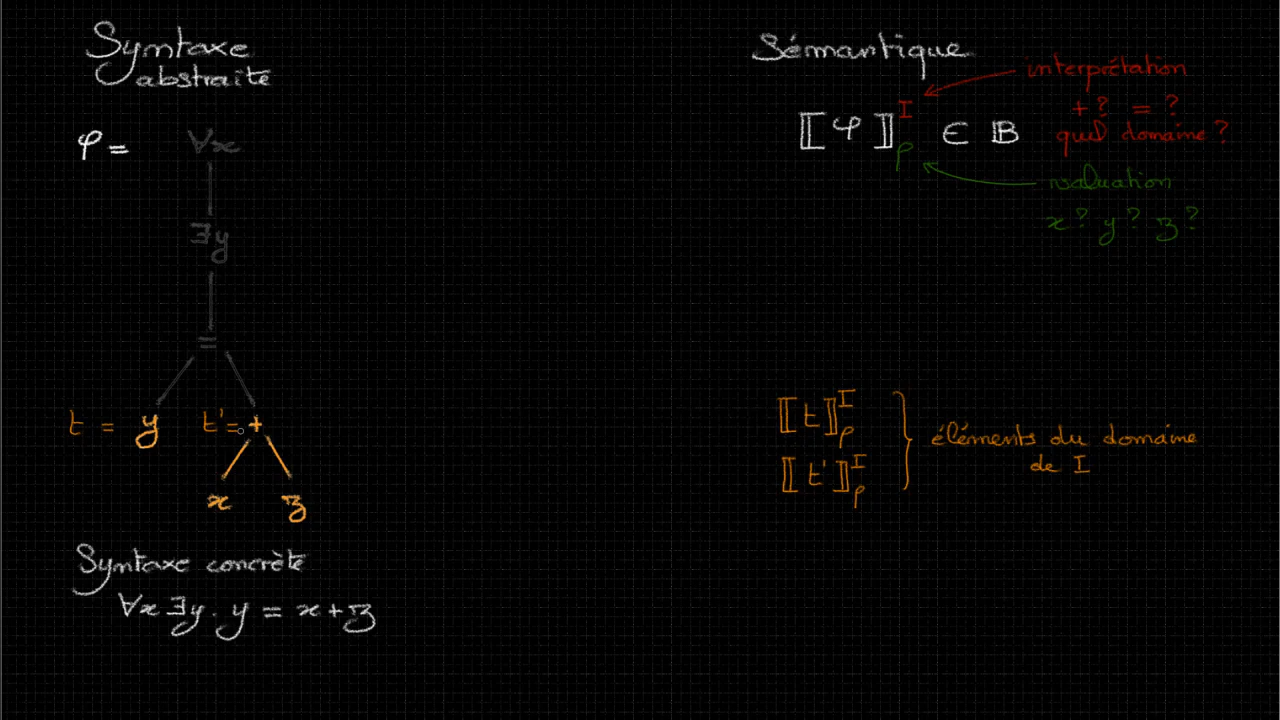 Syntaxe
abstraite
φ =
∀x
∃y
=
t = y t' = +
x z
Syntaxe concrète
∀x ∃y . y = x + z
Sémantique
interprétation
+ ? = ?
quel domaine ?
⟦ φ ⟧ I ρ ∈ 𝔹
valuation
x ? y ? z ?
⟦ t ⟧ I ρ
⟦ t' ⟧ I ρ
éléments du domaine
de I